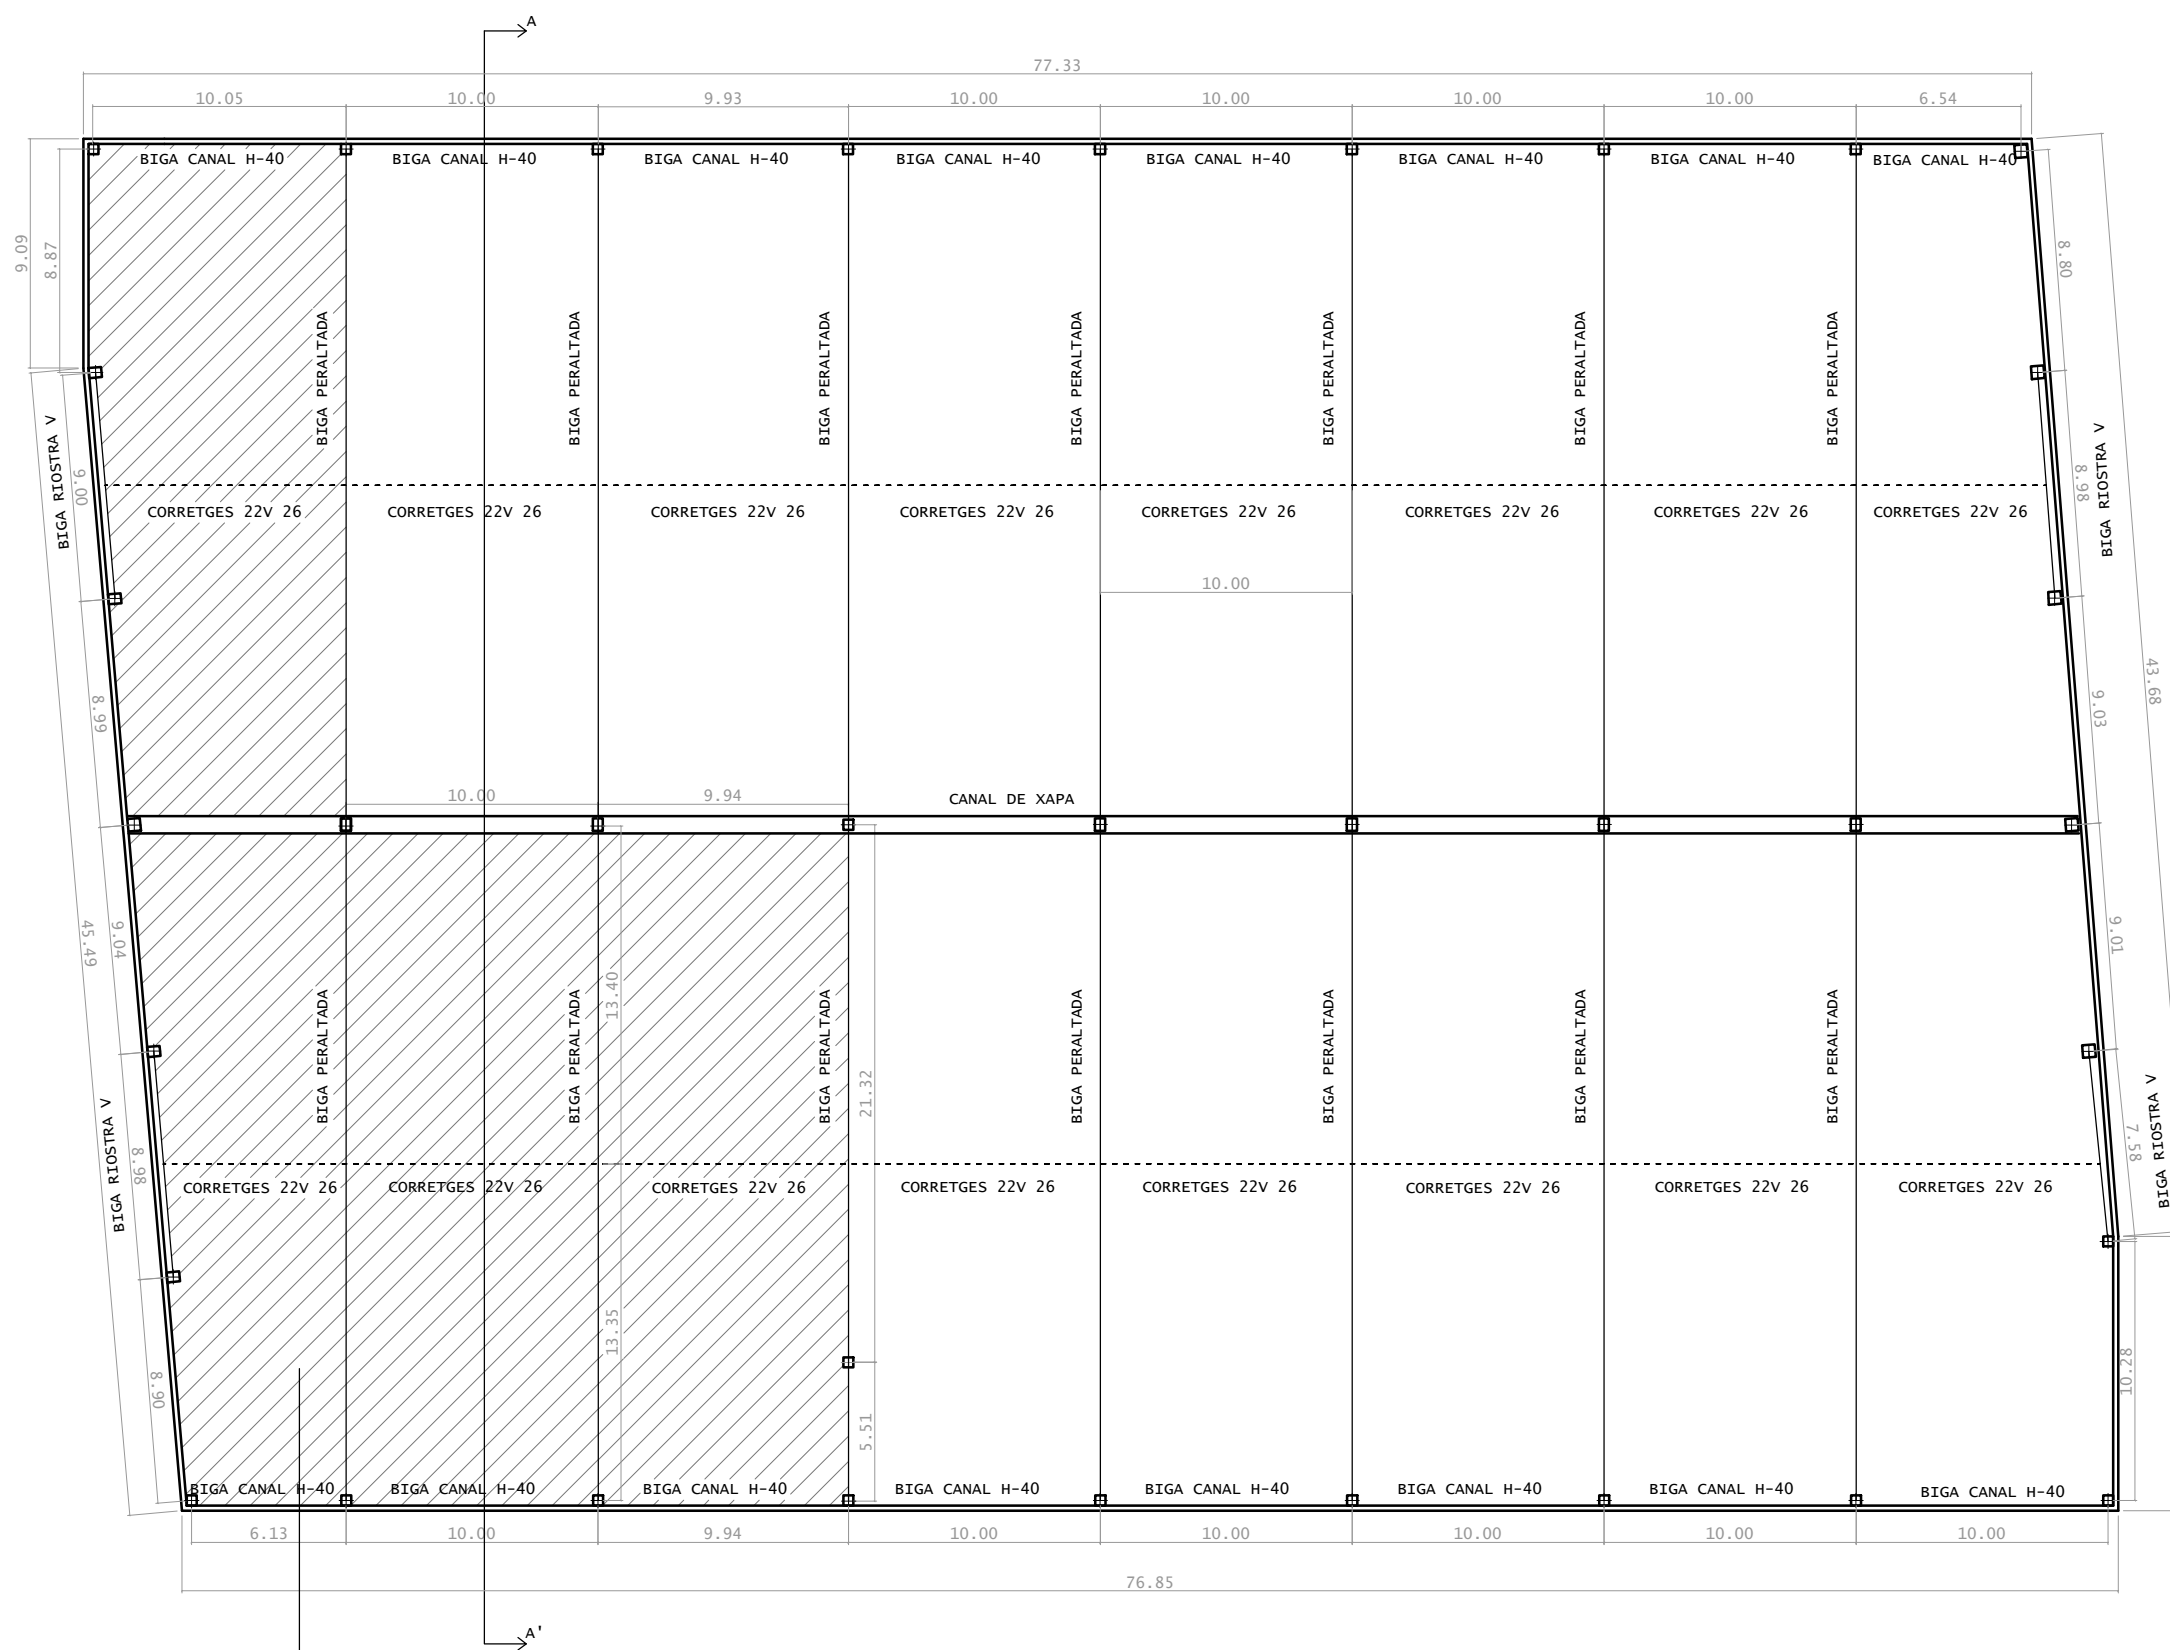 A
77.33
10.05
10.00
9.93
10.00
10.00
10.00
10.00
6.54
BIGA CANAL H-40
BIGA CANAL H-40
BIGA CANAL H-40
BIGA CANAL H-40
BIGA CANAL H-40
BIGA CANAL H-40
BIGA CANAL H-40
BIGA CANAL H-40
9.09
8.87
8.80
BIGA PERALTADA
BIGA PERALTADA
BIGA PERALTADA
BIGA PERALTADA
BIGA PERALTADA
BIGA PERALTADA
BIGA PERALTADA
BIGA RIOSTRA V
9.00
8.98
BIGA RIOSTRA V
CORRETGES 22V 26
CORRETGES 22V 26
CORRETGES 22V 26
CORRETGES 22V 26
CORRETGES 22V 26
CORRETGES 22V 26
CORRETGES 22V 26
CORRETGES 22V 26
10.00
8.99
9.03
43.68
10.00
9.94
CANAL DE XAPA
45.49
9.04
13.40
9.01
BIGA PERALTADA
BIGA PERALTADA
BIGA PERALTADA
21.32
BIGA PERALTADA
BIGA PERALTADA
BIGA PERALTADA
BIGA PERALTADA
BIGA RIOSTRA V
8.98
7.58
BIGA RIOSTRA V
CORRETGES 22V 26
CORRETGES 22V 26
CORRETGES 22V 26
CORRETGES 22V 26
CORRETGES 22V 26
CORRETGES 22V 26
CORRETGES 22V 26
CORRETGES 22V 26
8.90
13.35
5.51
10.28
BIGA CANAL H-40
BIGA CANAL H-40
BIGA CANAL H-40
BIGA CANAL H-40
BIGA CANAL H-40
BIGA CANAL H-40
BIGA CANAL H-40
BIGA CANAL H-40
6.13
10.00
9.94
10.00
10.00
10.00
10.00
10.00
76.85
A'